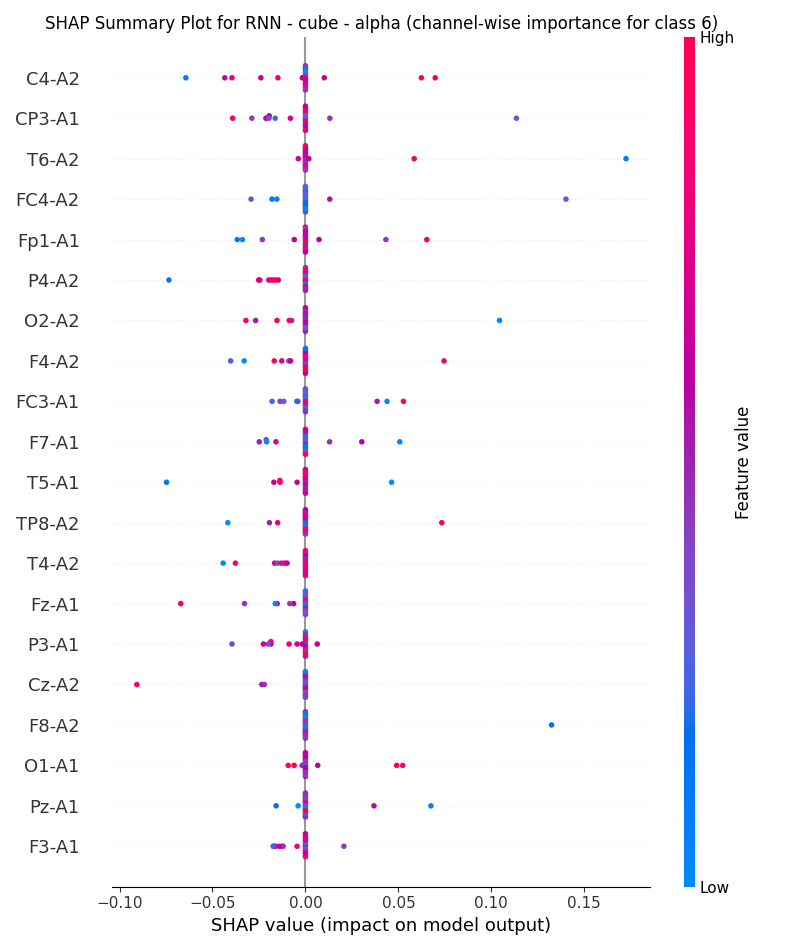 SHAP Summary Plot for RNN - cube - alpha (channel-wise importance for class 6)
High
C4-A2
CP3-A1
T6-A2
FC4-A2
Fp1-A1
P4-A2
O2-A2
F4-A2
FC3-A1
F7-A1
T5-A1
TP8-A2
T4-A2
Fz-A1
P3-A1
Cz-A2
F8-A2
O1-A1
Pz-A1
F3-A1
Feature value
Low
−0.10 −0.05 0.00 0.05 0.10 0.15
SHAP value (impact on model output)